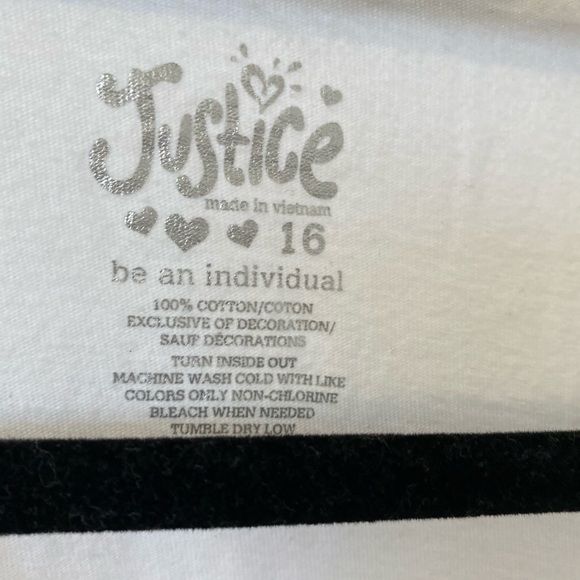 Justice
made in vietnam
16
be an individual
100% COTTON/COTON
EXCLUSIVE OF DECORATION/
SAUF DÉCORATIONS
TURN INSIDE OUT
MACHINE WASH COLD WITH LIKE
COLORS ONLY NON-CHLORINE
BLEACH WHEN NEEDED
TUMBLE DRY LOW